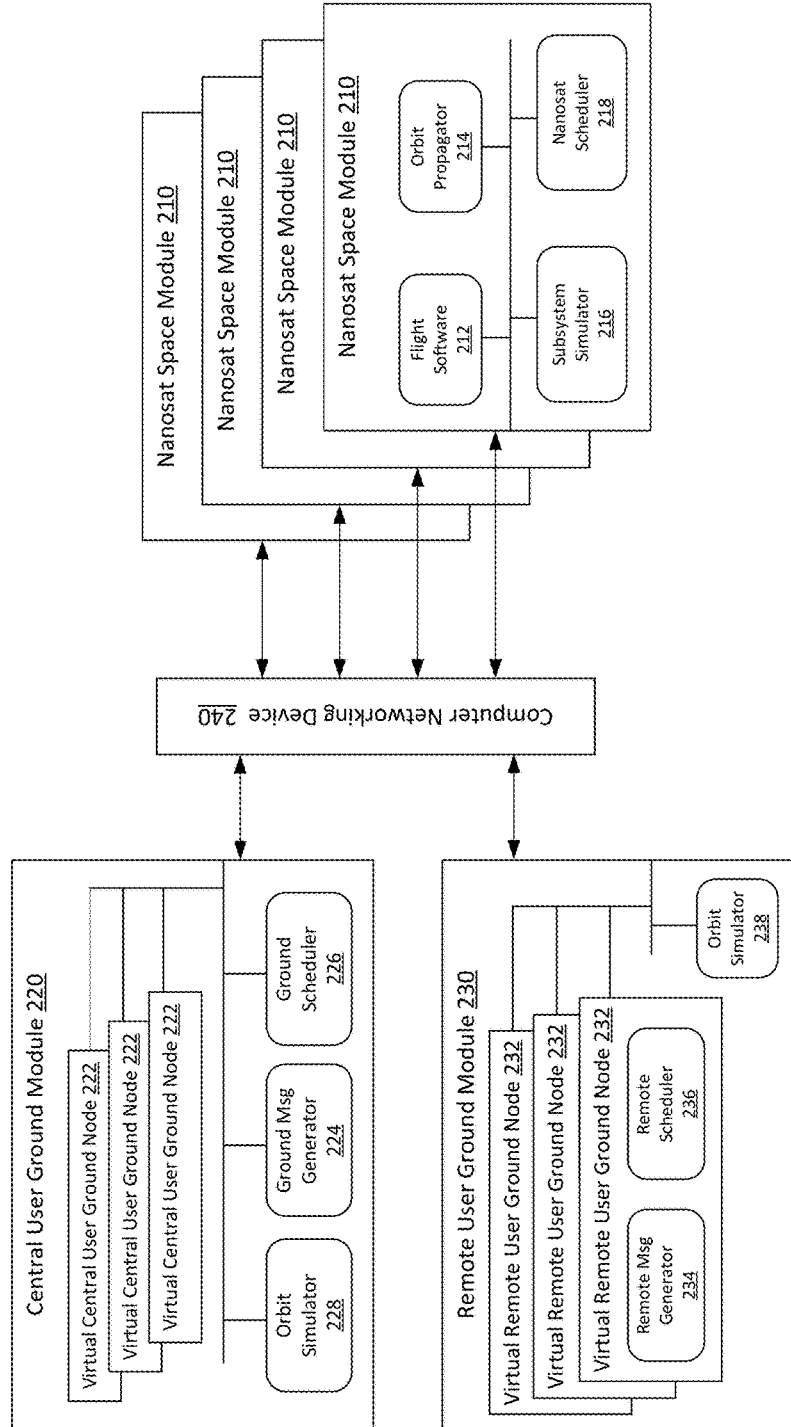 Central User Ground Module 220
Virtual Central User Ground Node 222
Virtual Central User Ground Node 222
Virtual Central User Ground Node 222
Orbit
Simulator
228
Ground Msg
Generator
224
Ground
Scheduler
226
Remote User Ground Module 230
Virtual Remote User Ground Node 232
Virtual Remote User Ground Node 232
Virtual Remote User Ground Node 232
Remote Msg
Generator
234
Remote
Scheduler
236
Orbit
Simulator
238
Computer Networking Device 240
Nanosat Space Module 210
Nanosat Space Module 210
Nanosat Space Module 210
Nanosat Space Module 210
Flight
Software
212
Orbit
Propagator
214
Subsystem
Simulator
216
Nanosat
Scheduler
218